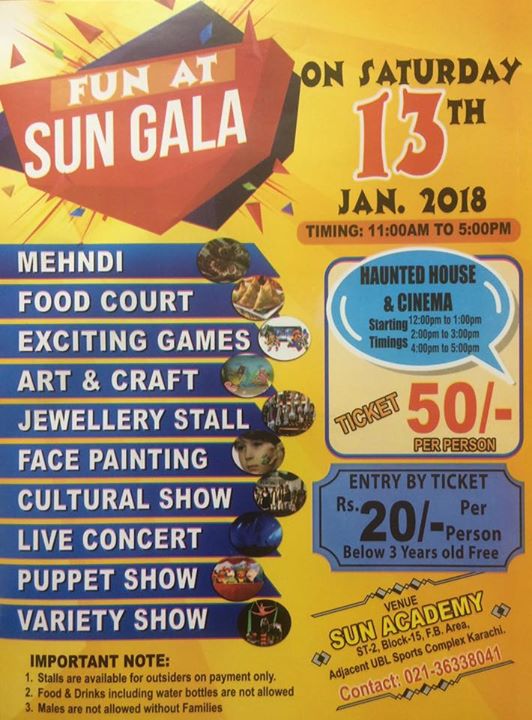 FUN AT
SUN GALA
ON SATURDAY
13TH
JAN. 2018
TIMING: 11:00AM TO 5:00PM
MEHNDI
FOOD COURT
EXCITING GAMES
ART & CRAFT
JEWELLERY STALL
FACE PAINTING
CULTURAL SHOW
LIVE CONCERT
PUPPET SHOW
VARIETY SHOW
HAUNTED HOUSE
& CINEMA
Starting 12:00pm to 1:00pm
Timings 2:00pm to 3:00pm
4:00pm to 5:00pm
TICKET 50/-
PER PERSON
ENTRY BY TICKET
Rs. 20/- Per
Person
Below 3 Years old Free
VENUE
SUN ACADEMY
ST-2, Block-15, F.B. Area,
Adjacent UBL Sports Complex Karachi.
Contact: 021-36338041
IMPORTANT NOTE:
1. Stalls are available for outsiders on payment only.
2. Food & Drinks including water bottles are not allowed
3. Males are not allowed without Families